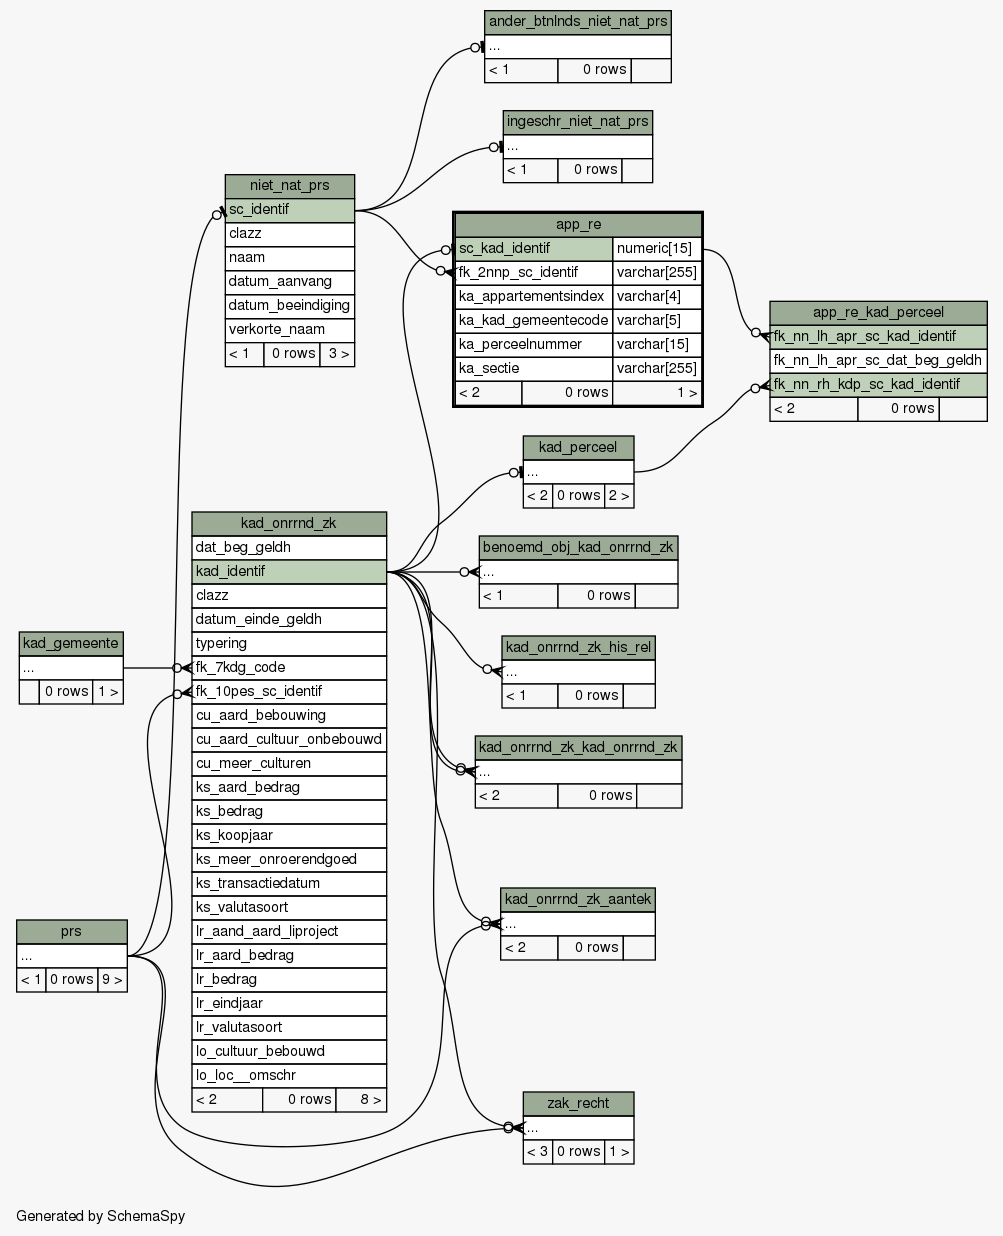 ander_btnlnds_niet_nat_prs
...
< 1 0 rows
ingeschr_niet_nat_prs
...
< 1 0 rows
niet_nat_prs
sc_identif
clazz
naam
datum_aanvang
datum_beeindiging
verkorte_naam
< 1 0 rows 3 >
app_re
sc_kad_identif numeric[15]
fk_2nnp_sc_identif varchar[255]
ka_appartementsindex varchar[4]
ka_kad_gemeentecode varchar[5]
ka_perceelnummer varchar[15]
ka_sectie varchar[255]
< 2 0 rows 1 >
app_re_kad_perceel
fk_nn_lh_apr_sc_kad_identif
fk_nn_lh_apr_sc_dat_beg_geldh
fk_nn_rh_kdp_sc_kad_identif
< 2 0 rows
kad_perceel
...
< 2 0 rows 2 >
kad_onrrnd_zk
dat_beg_geldh
kad_identif
clazz
datum_einde_geldh
typering
fk_7kdg_code
fk_10pes_sc_identif
cu_aard_bebouwing
cu_aard_cultuur_onbebouwd
cu_meer_culturen
ks_aard_bedrag
ks_bedrag
ks_koopjaar
ks_meer_onroerendgoed
ks_transactiedatum
ks_valutasoort
lr_aand_aard_liproject
lr_aard_bedrag
lr_bedrag
lr_eindjaar
lr_valutasoort
lo_cultuur_bebouwd
lo_loc__omschr
< 2 0 rows 8 >
benoemd_obj_kad_onrrnd_zk
...
< 1 0 rows
kad_gemeente
...
0 rows 1 >
kad_onrrnd_zk_his_rel
...
< 1 0 rows
kad_onrrnd_zk_kad_onrrnd_zk
...
< 2 0 rows
kad_onrrnd_zk_aantek
...
< 2 0 rows
prs
...
< 1 0 rows 9 >
zak_recht
...
< 3 0 rows 1 >
Generated by SchemaSpy